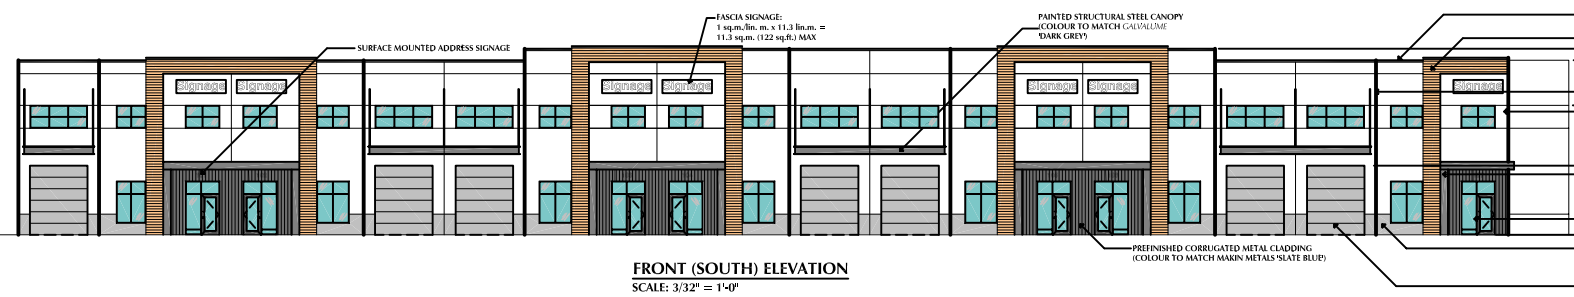 FASCIA SIGNAGE:
1 sq.m./lin. m. x 11.3 lin.m. =
11.3 sq.m. (122 sq.ft.) MAX
PAINTED STRUCTURAL STEEL CANOPY
(COLOUR TO MATCH GALVALUME
'DARK GREY')
SURFACE MOUNTED ADDRESS SIGNAGE
Signage Signage Signage Signage Signage Signage Signage
PREFINISHED CORRUGATED METAL CLADDING
(COLOUR TO MATCH MAKIN METALS 'SLATE BLUE')
FRONT (SOUTH) ELEVATION
SCALE: 3/32" = 1'-0"